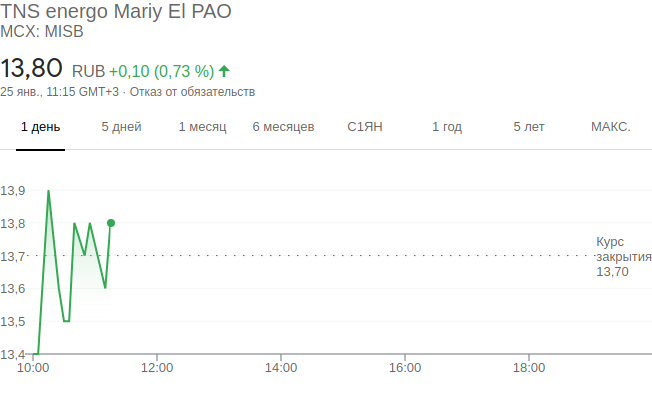 TNS energo Mariy El PAO
MCX: MISB
13,80 RUB +0,10 (0,73 %)
25 янв., 11:15 GMT+3 · Отказ от обязательств
1 день 5 дней 1 месяц 6 месяцев С1ЯН 1 год 5 лет МАКС.
13,9
13,8
13,7
13,6
13,5
13,4
Курс
закрытия
13,70
10:00 12:00 14:00 16:00 18:00